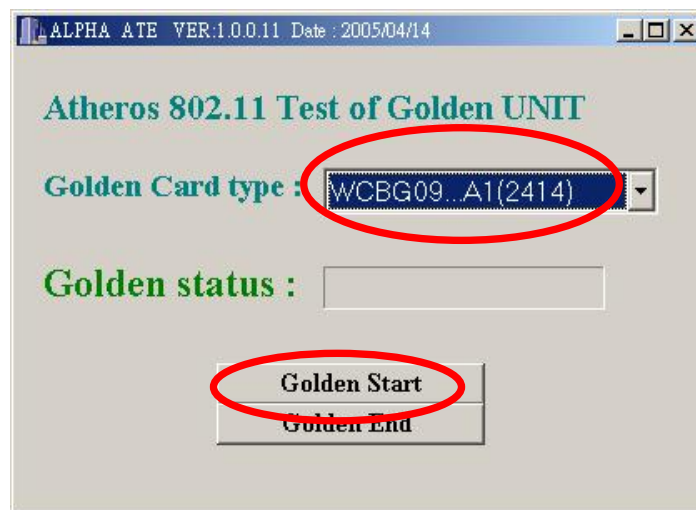 ALPHA ATE VER:1.0.0.11 Date : 2005/04/14
Atheros 802.11 Test of Golden UNIT
Golden Card type :
WCBG09...A1(2414)
Golden status :
Golden Start
Golden End